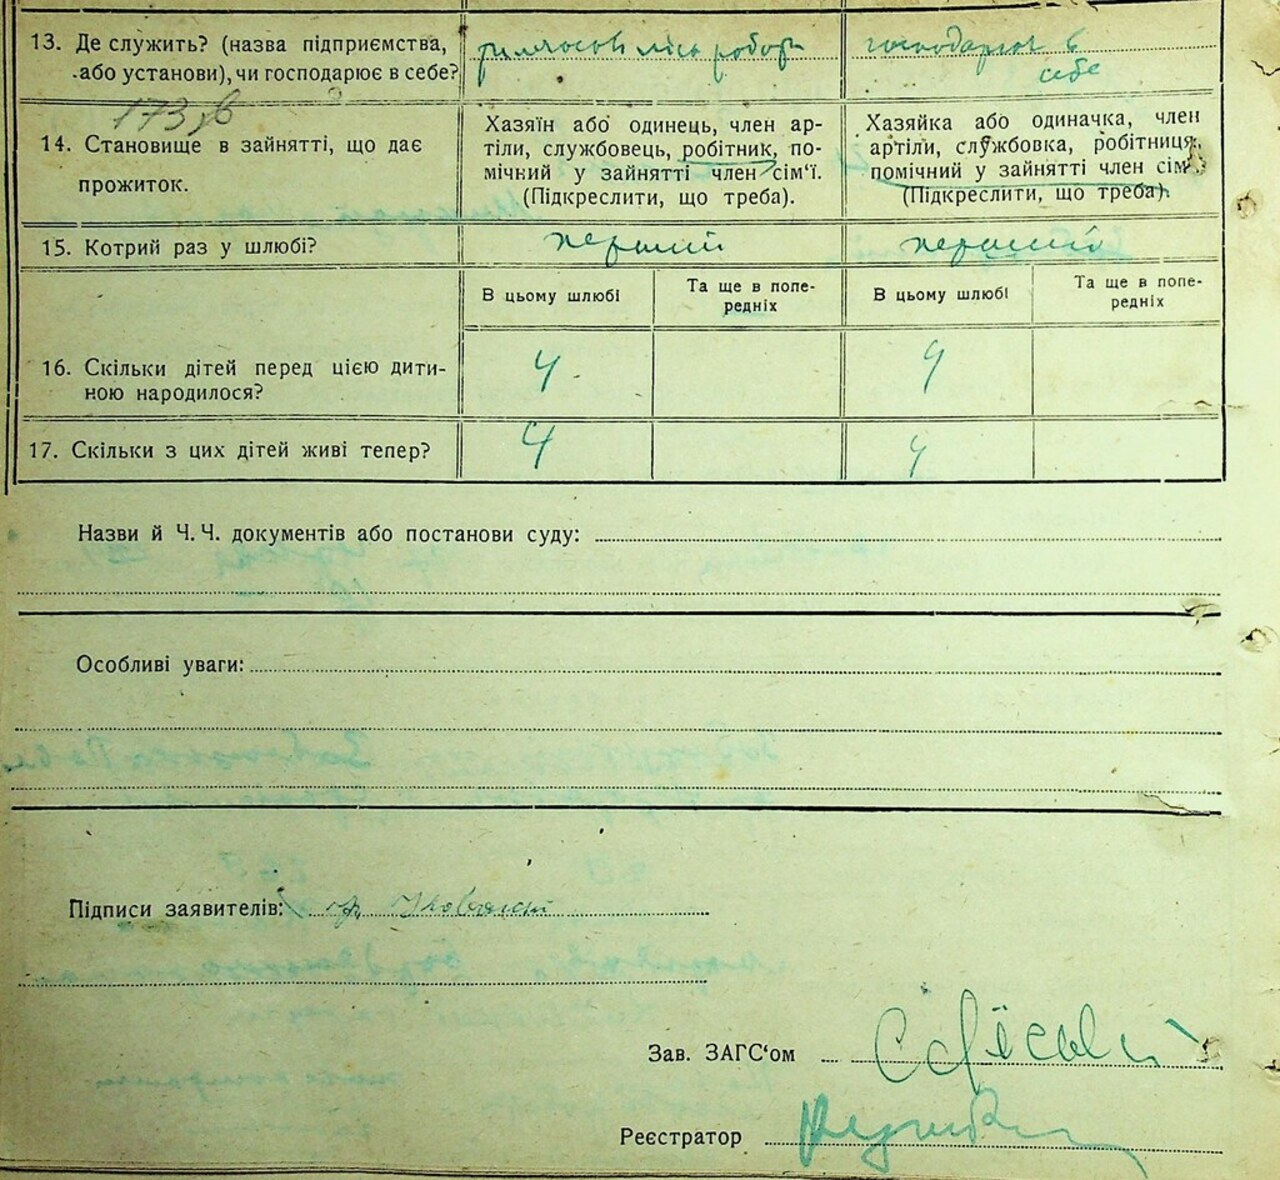 13. Де служить? (назва підприємства, або установи), чи господарює в себе?
лісь робот
господарює в себе
173
14. Становище в зайнятті, що дає прожиток.
Хазяїн або одинець, член ар-
тіли, службовець, робітник, по-
мічний у зайнятті член сім'ї.
(Підкреслити, що треба).
Хазяйка або одиначка, член
артіли, службовка, робітниця,
помічний у зайнятті член сім'ї.
(Підкреслити, що треба).
15. Котрий раз у шлюбі?
перший
перший
В цьому шлюбі
Та ще в попе-
редніх
В цьому шлюбі
Та ще в попе-
редніх
16. Скільки дітей перед цією дити-
ною народилося?
4
4
17. Скільки з цих дітей живі тепер?
4
4
Назви й Ч. Ч. документів або постанови суду:
Особливі уваги:
Підписи заявителів:
Зав. ЗАГС'ом
Реєстратор